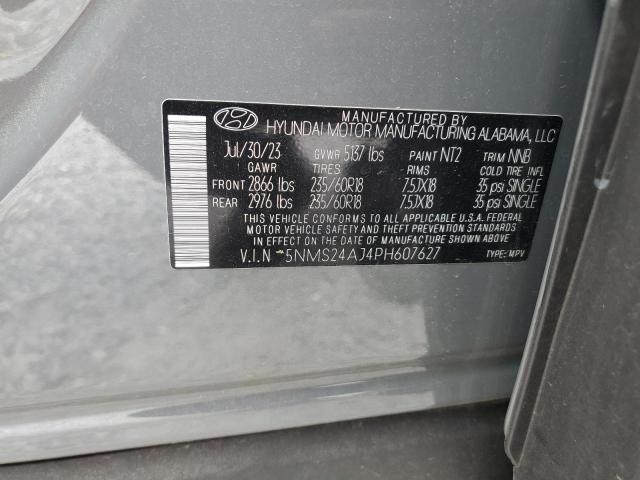 MANUFACTURED BY
HYUNDAI MOTOR MANUFACTURING ALABAMA, LLC
Jul/30/23 GVWR 5137 lbs PAINT NT2 TRIM NNB
GAWR TIRES RIMS COLD TIRE INFL
FRONT 2866 lbs 235/60R18 7.5JX18 35 psi SINGLE
REAR 2976 lbs 235/60R18 7.5JX18 35 psi SINGLE
THIS VEHICLE CONFORMS TO ALL APPLICABLE U.S.A. FEDERAL
MOTOR VEHICLE SAFETY AND THEFT PREVENTION STANDARDS
IN EFFECT ON THE DATE OF MANUFACTURE SHOWN ABOVE.
V.I.N *5NMS24AJ4PH607627 TYPE: MPV